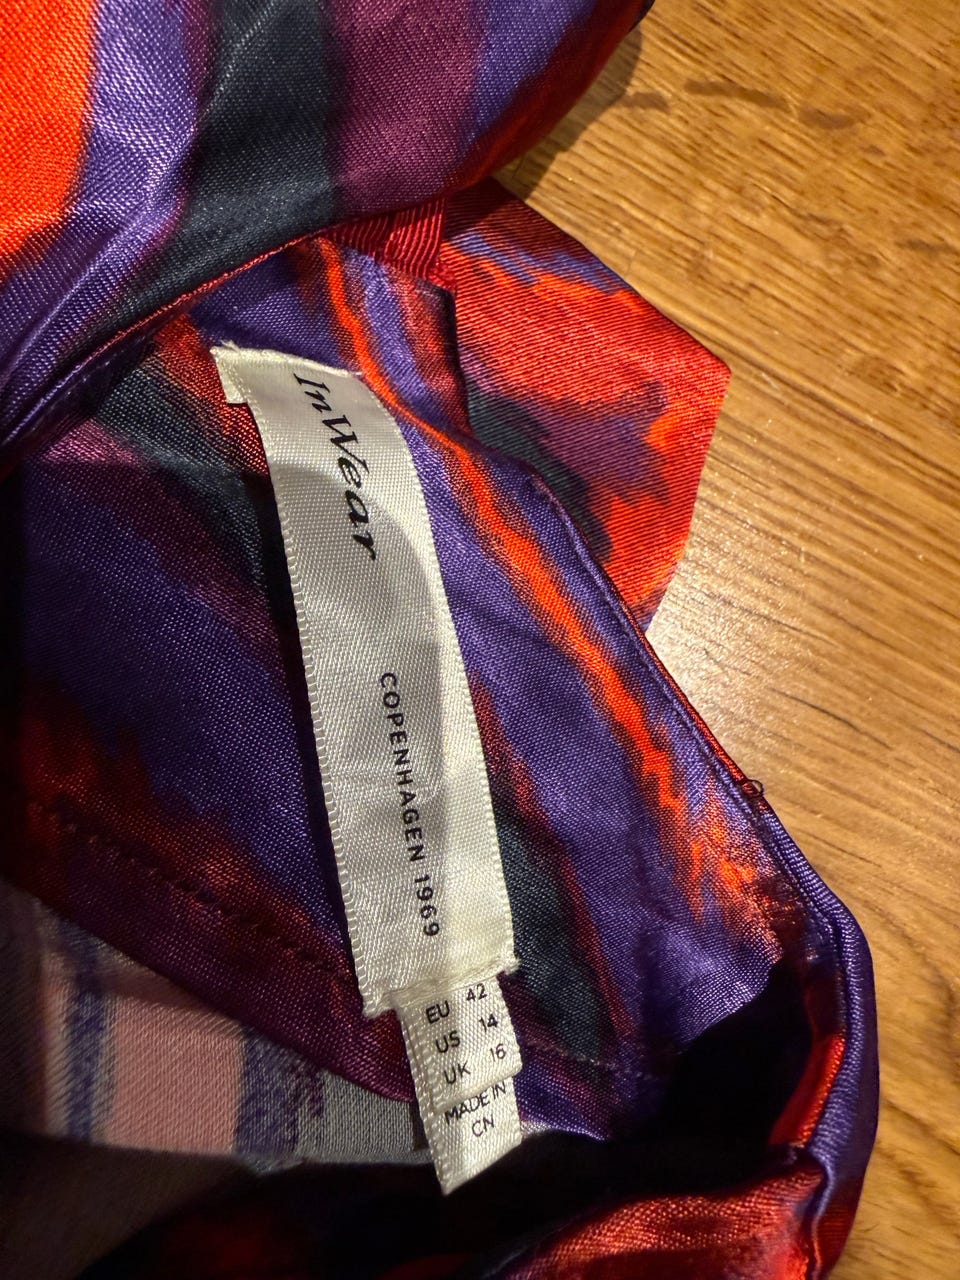 InWear
COPENHAGEN 1969
EU 42
US 14
UK 16
MADE IN
CN